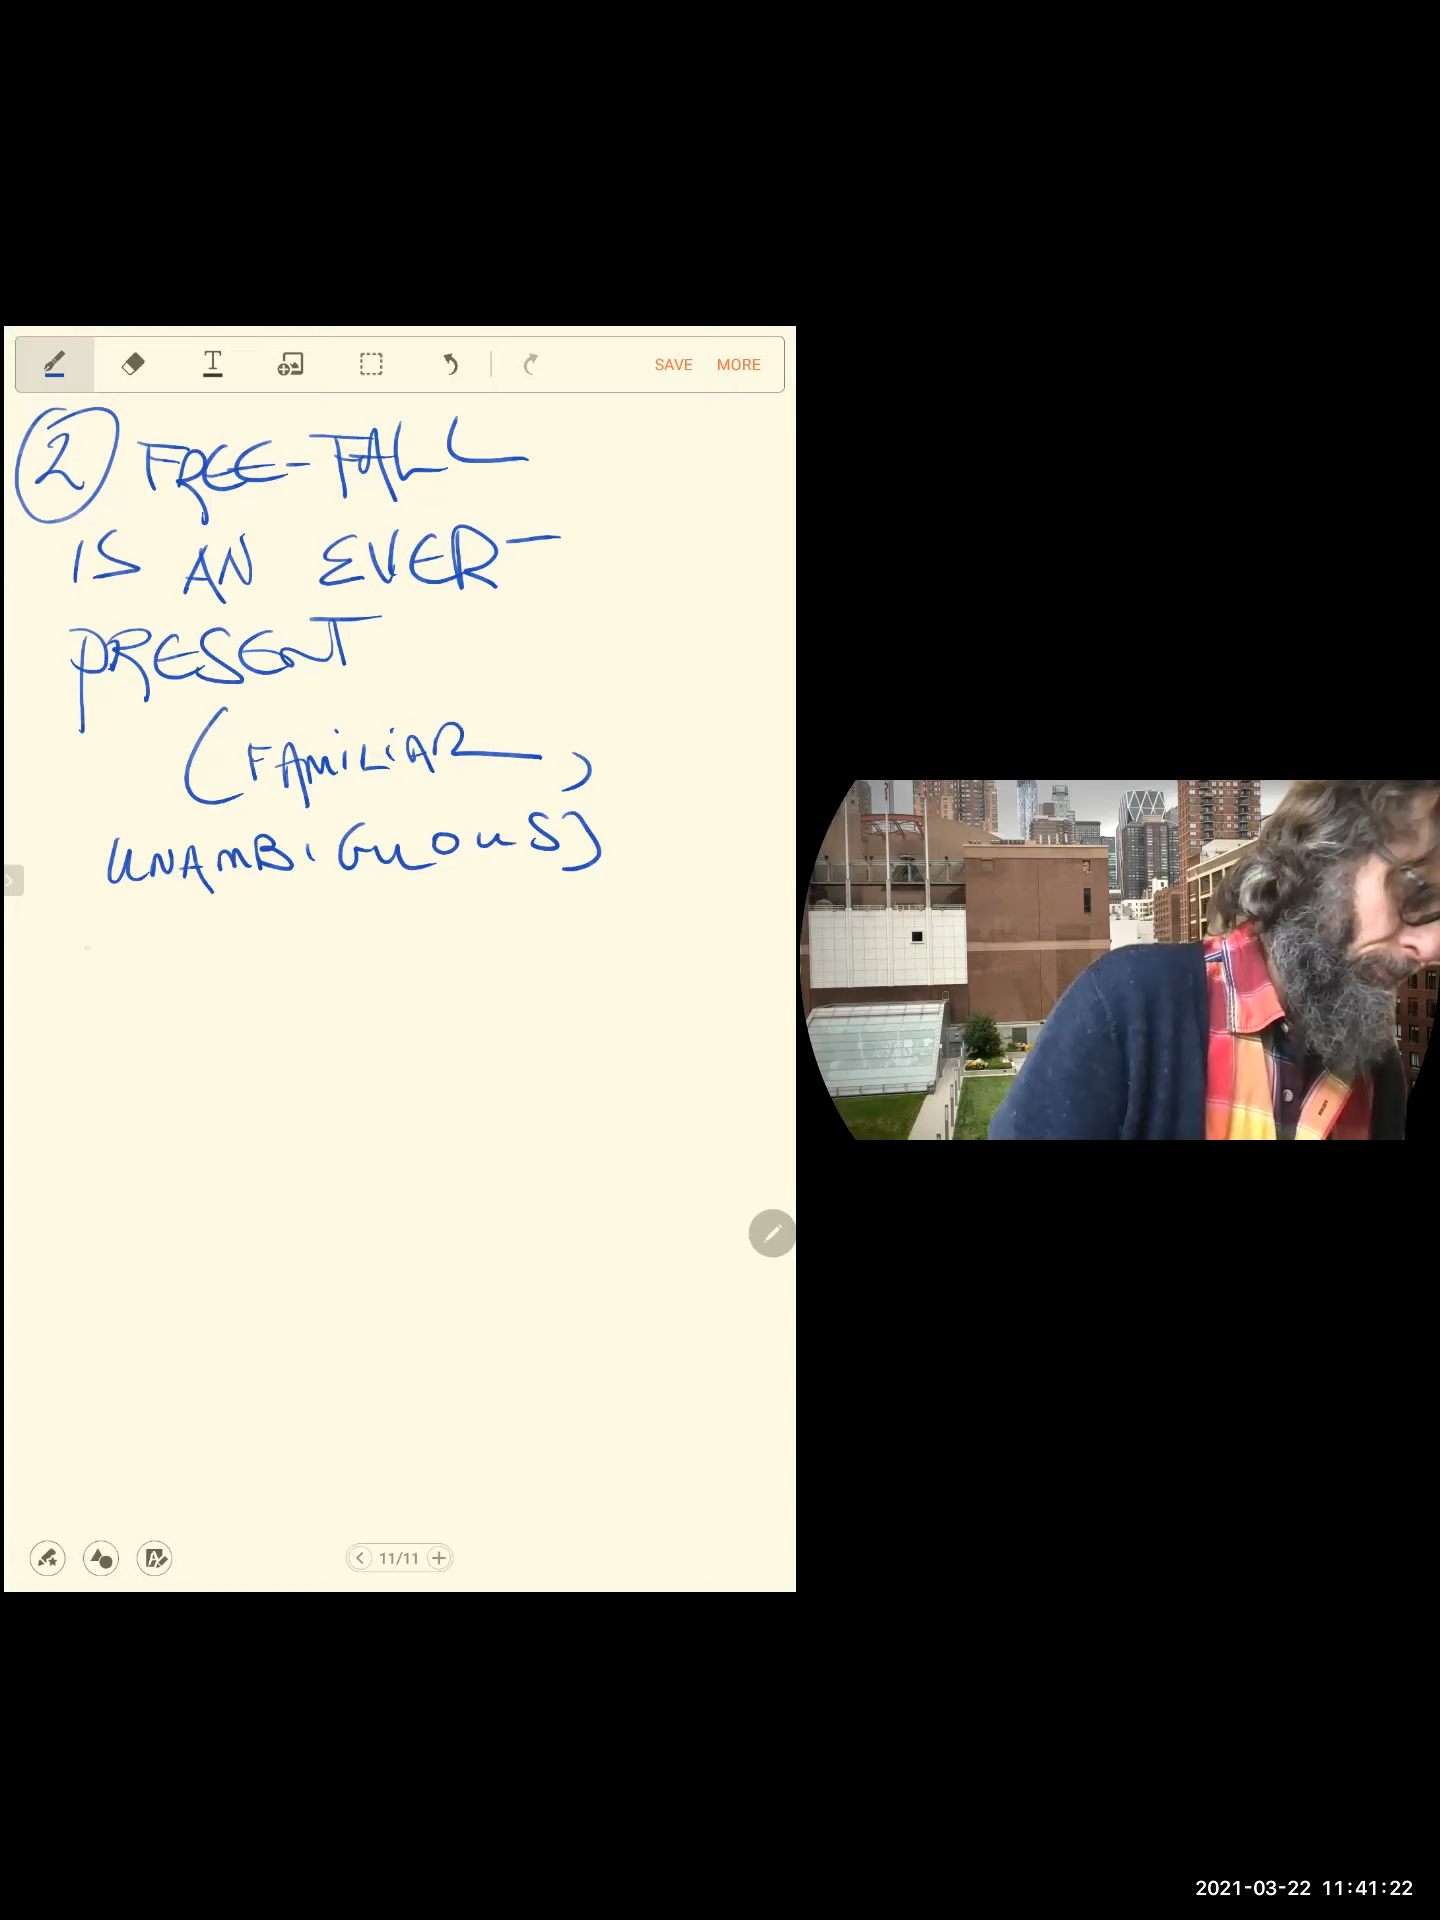 SAVE MORE
2 FREE-FALL
IS AN EVER-
PRESENT
(FAMILIAR,
UNAMBIGUOUS)
11/11
2021-03-22 11:41:22